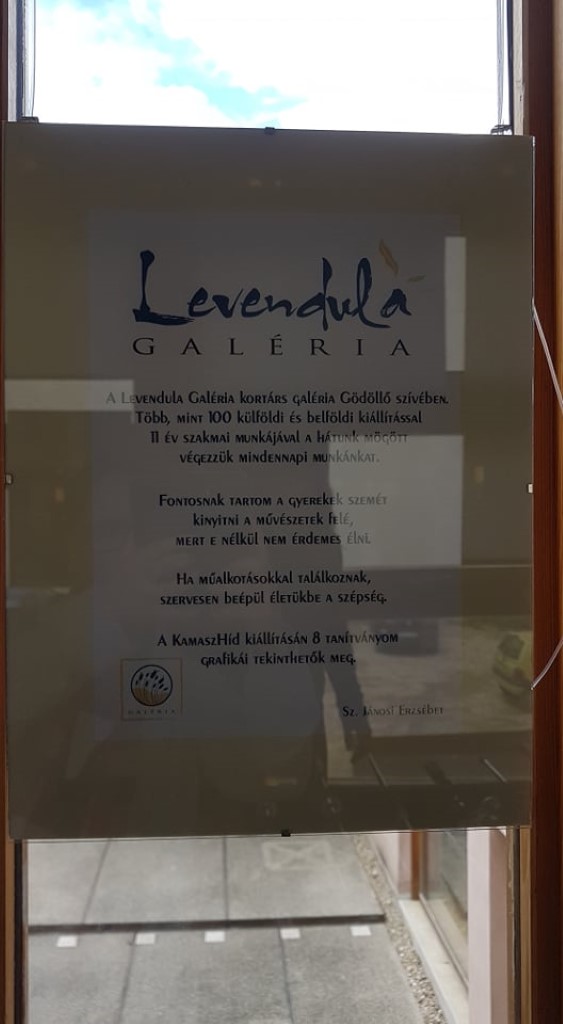 Levendula
GALÉRIA
A Levendula Galéria kortárs galéria Gödöllő szívében.
Több, mint 100 külföldi és belföldi kiállítással
11 év szakmai munkájával a hátunk mögött
végezzük mindennapi munkánkat.
Fontosnak tartom a gyerekek szemét
kinyitni a művészetek felé,
mert e nélkül nem érdemes élni.
Ha műalkotásokkal találkoznak,
szervesen beépül életükbe a szépség.
A KamaszHíd kiállításán 8 tanítványom
grafikái tekinthetők meg.
GALÉRIA
Sz. Jánosi Erzsébet